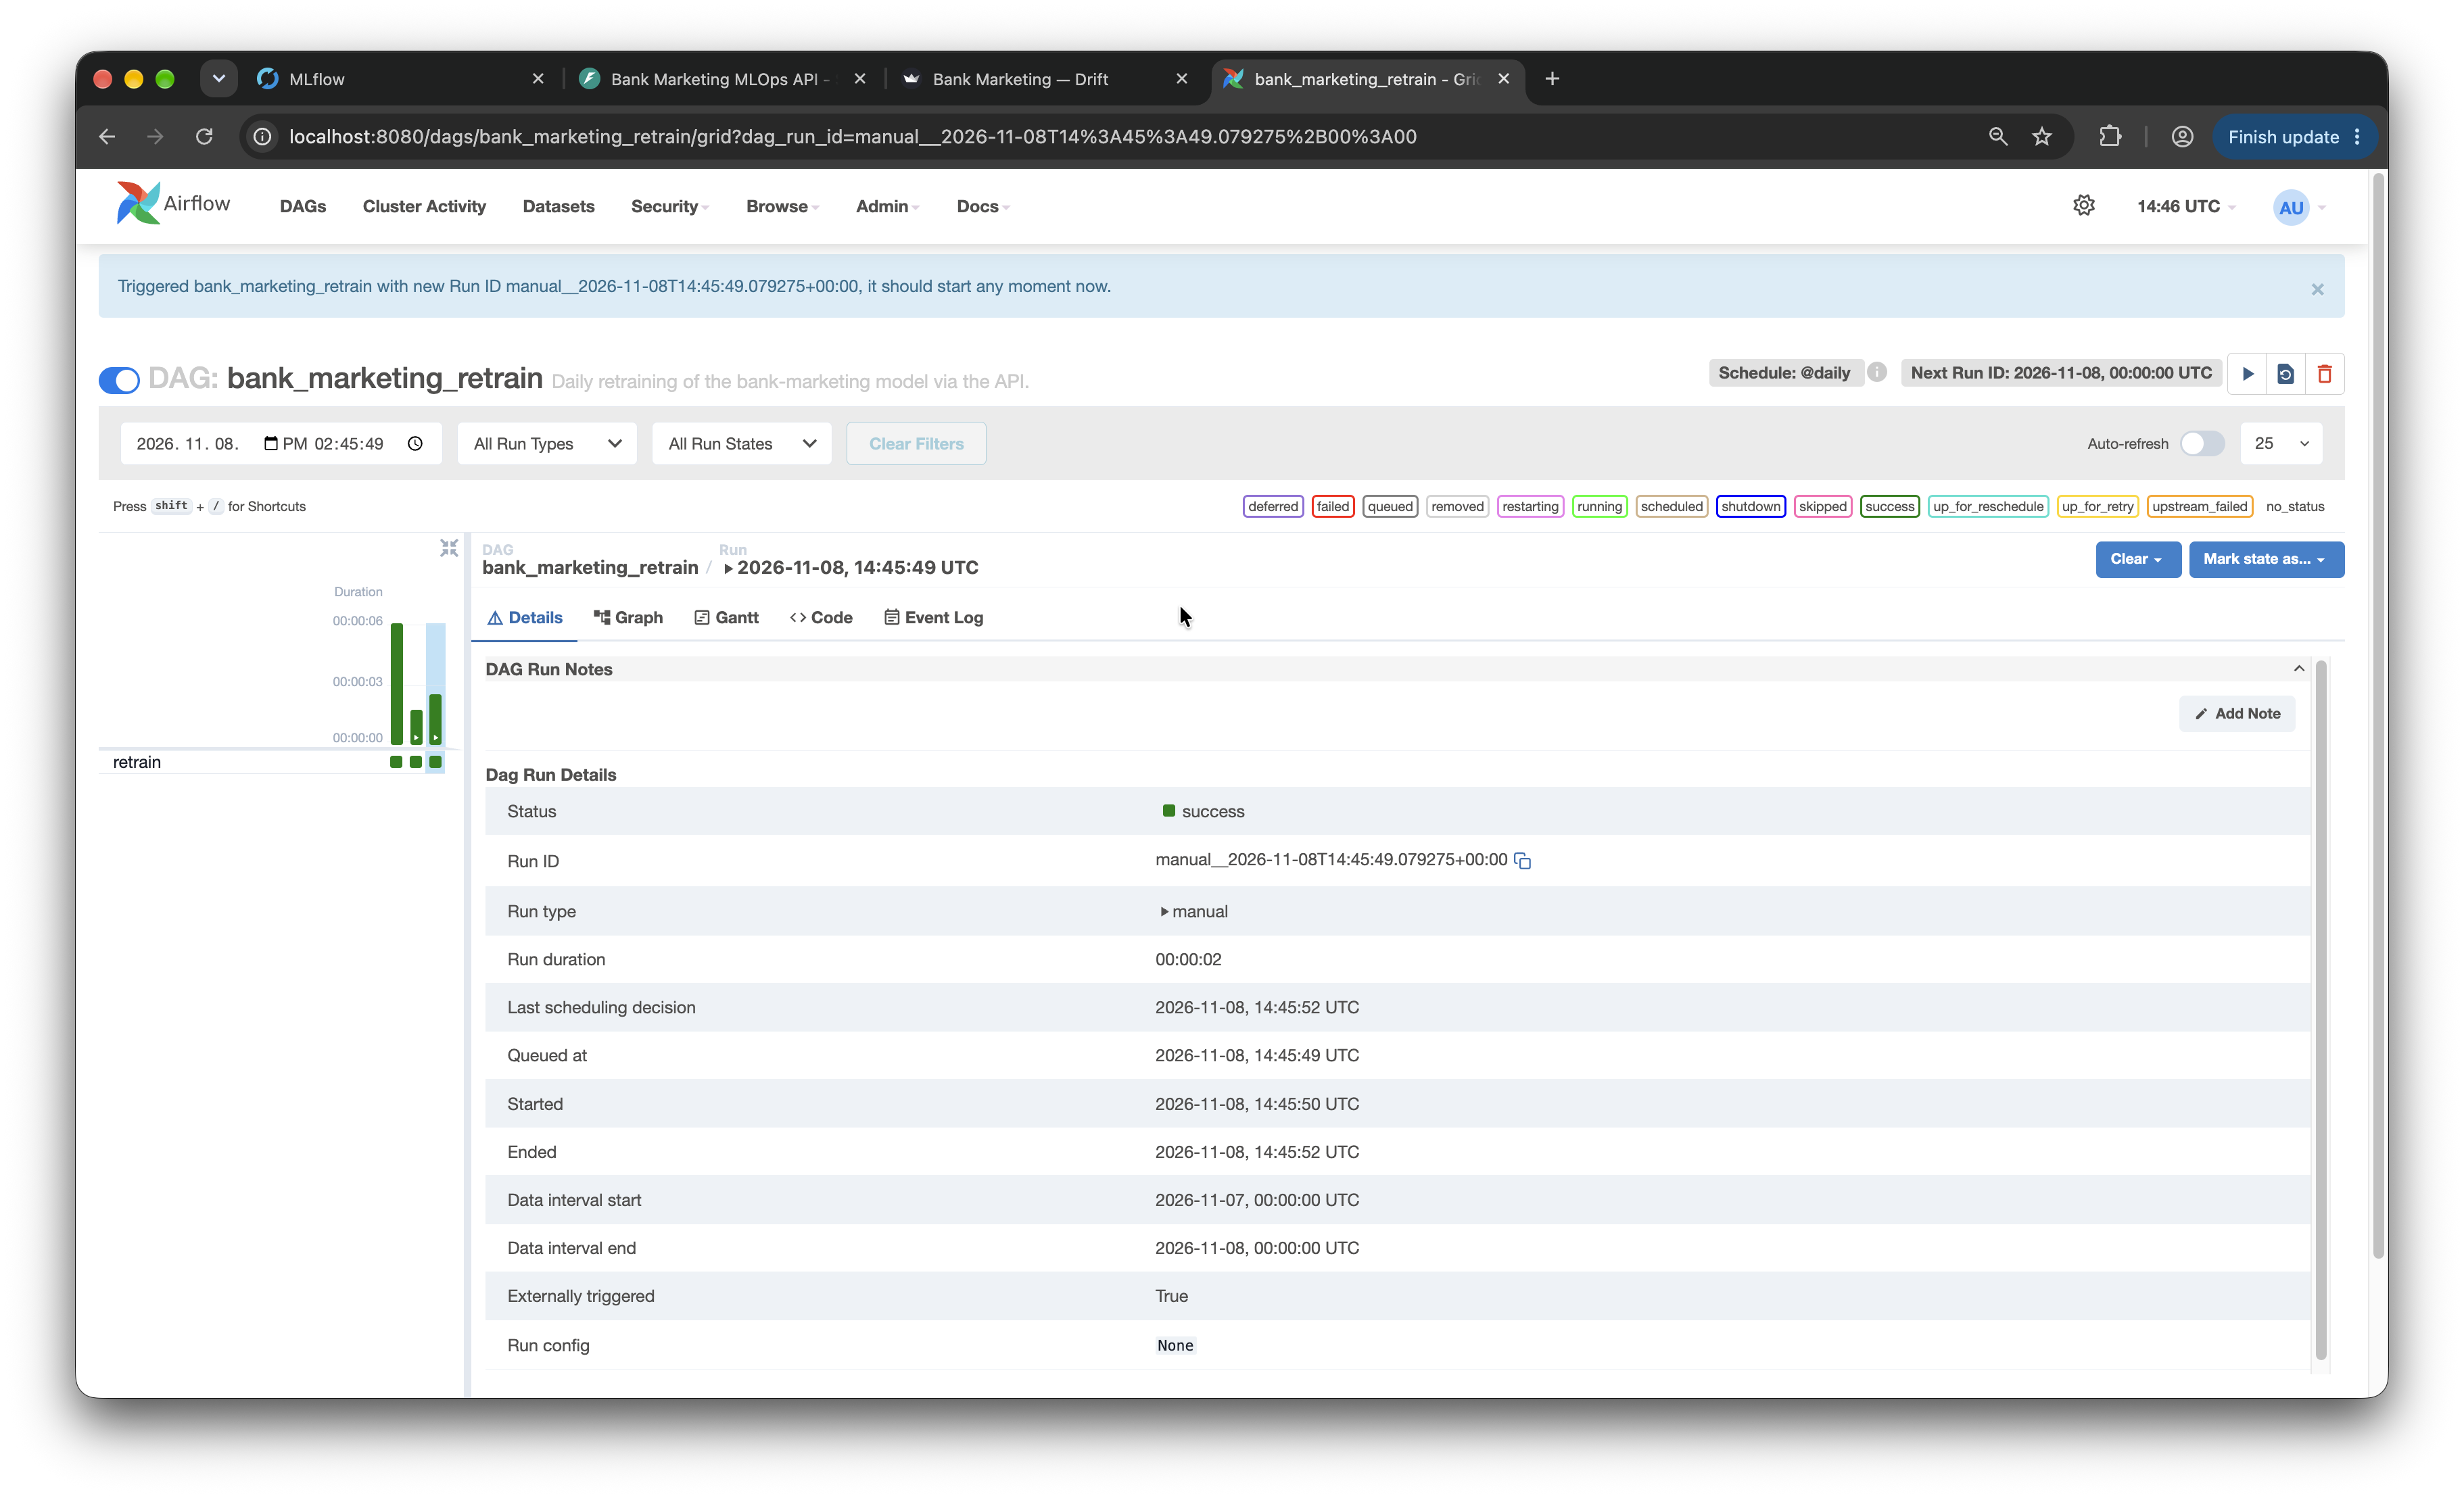 MLflow
Bank Marketing MLOps API -
Bank Marketing — Drift
bank_marketing_retrain - Gri
localhost:8080/dags/bank_marketing_retrain/grid?dag_run_id=manual__2026-11-08T14%3A45%3A49.079275%2B00%3A00
Finish update
Airflow
DAGs
Cluster Activity
Datasets
Security
Browse
Admin
Docs
14:46 UTC
AU
Triggered bank_marketing_retrain with new Run ID manual__2026-11-08T14:45:49.079275+00:00, it should start any moment now.
DAG: bank_marketing_retrain Daily retraining of the bank-marketing model via the API.
Schedule: @daily
Next Run ID: 2026-11-08, 00:00:00 UTC
2026. 11. 08. PM 02:45:49
All Run Types
All Run States
Clear Filters
Auto-refresh
25
Press shift + / for Shortcuts
deferred
failed
queued
removed
restarting
running
scheduled
shutdown
skipped
success
up_for_reschedule
up_for_retry
upstream_failed
no_status
Duration
00:00:06
00:00:03
00:00:00
retrain
DAG
bank_marketing_retrain /
Run
2026-11-08, 14:45:49 UTC
Clear
Mark state as...
Details
Graph
Gantt
Code
Event Log
DAG Run Notes
Add Note
Dag Run Details
Status success
Run ID manual__2026-11-08T14:45:49.079275+00:00
Run type manual
Run duration 00:00:02
Last scheduling decision 2026-11-08, 14:45:52 UTC
Queued at 2026-11-08, 14:45:49 UTC
Started 2026-11-08, 14:45:50 UTC
Ended 2026-11-08, 14:45:52 UTC
Data interval start 2026-11-07, 00:00:00 UTC
Data interval end 2026-11-08, 00:00:00 UTC
Externally triggered True
Run config None